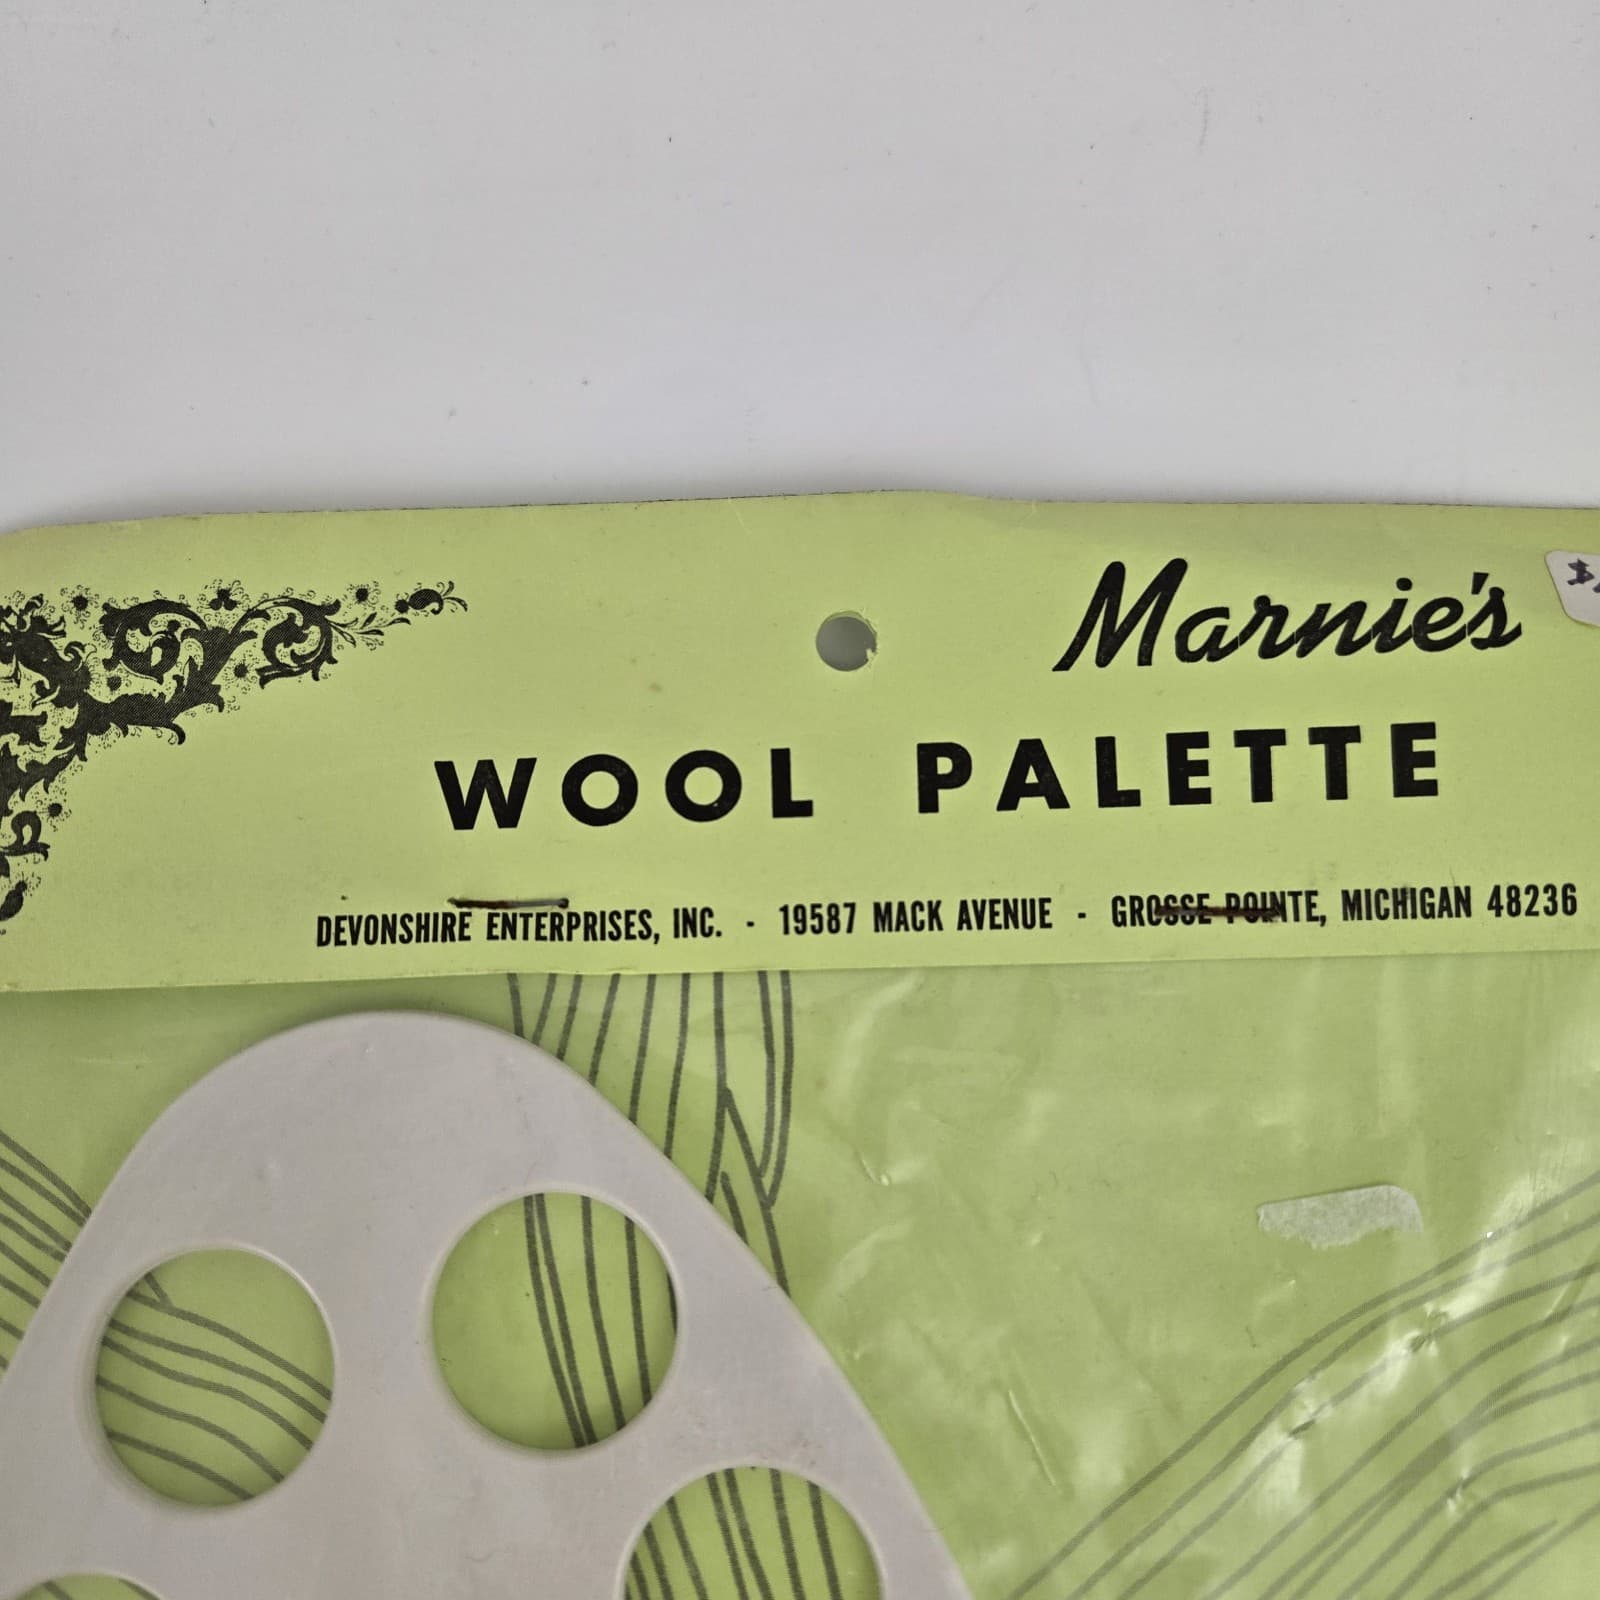 Marnie's
WOOL PALETTE
DEVONSHIRE ENTERPRISES, INC. - 19587 MACK AVENUE - GROSSE POINTE, MICHIGAN 48236